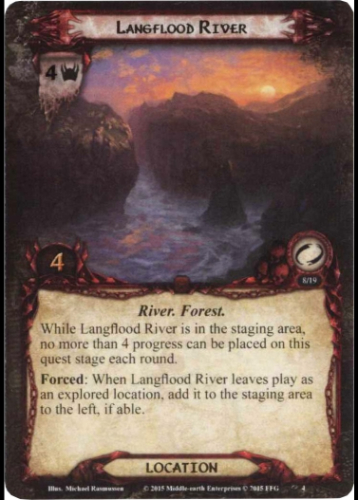 LANGFLOOD RIVER
4
4
8/19
River. Forest.
While Langflood River is in the staging area,
no more than 4 progress can be placed on this
quest stage each round.
Forced: When Langflood River leaves play as
an explored location, add it to the staging area
to the left, if able.
LOCATION
Illus. Michael Rasmussen © 2015 Middle-earth Enterprises © 2015 FFG 4